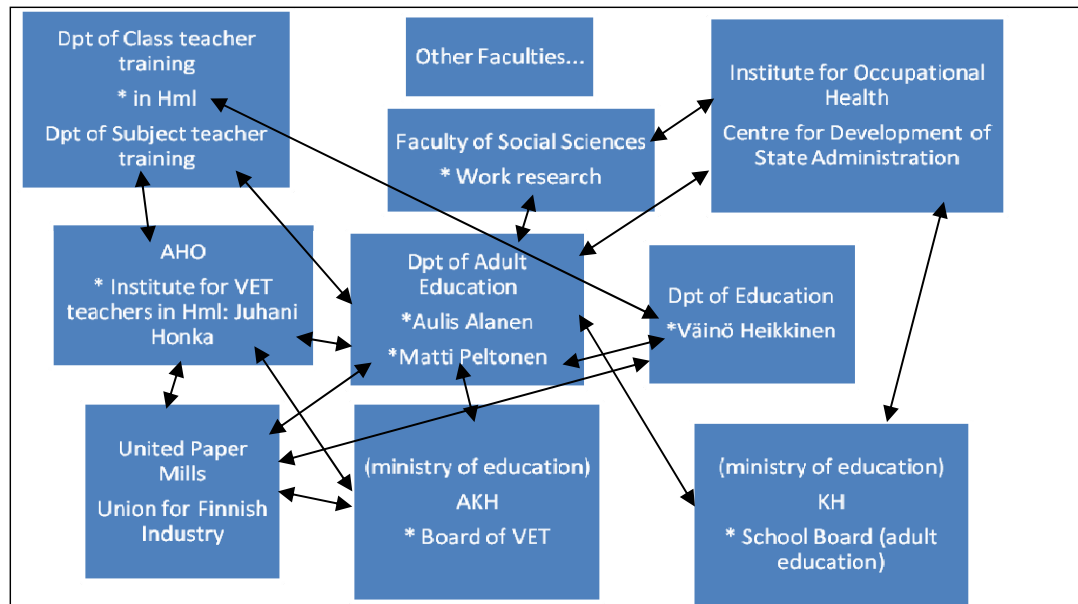 Dpt of Class teacher
training
* in Hml
Dpt of Subject teacher
training
Other Faculties...
Institute for Occupational
Health
Centre for Development of
State Administration
Faculty of Social Sciences
* Work research
AHO
* Institute for VET
teachers in Hml: Juhani
Honka
Dpt of Adult
Education
*Aulis Alanen
*Matti Peltonen
Dpt of Education
*Väinö Heikkinen
United Paper
Mills
Union for Finnish
Industry
(ministry of education)
AKH
* Board of VET
(ministry of education)
KH
* School Board (adult
education)